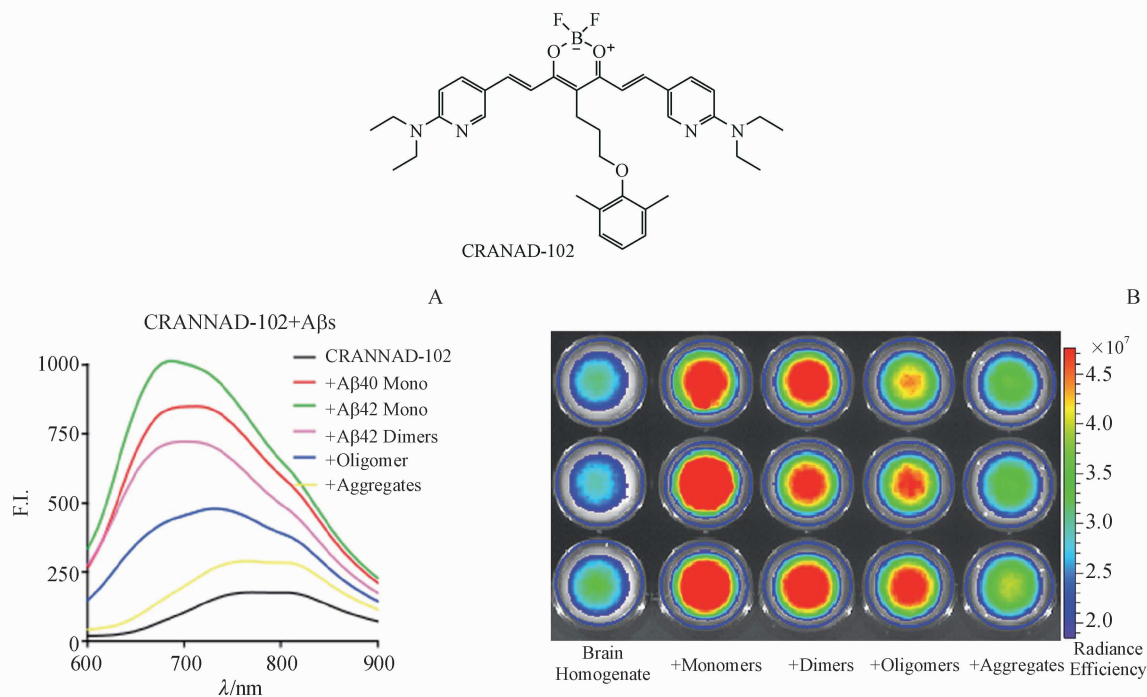 F F
B
−
O O+
N N N N
O
CRANAD-102
A
CRANNAD-102+Aβs
CRANNAD-102
+Aβ40 Mono
+Aβ42 Mono
+Aβ42 Dimers
+Oligomer
+Aggregates
F.I.
1000
750
500
250
0
600 700 800 900
λ/nm
B
×10⁷
4.5
4.0
3.5
3.0
2.5
2.0
Radiance
Efficiency
Brain
Homogenate
+Monomers
+Dimers
+Oligomers
+Aggregates